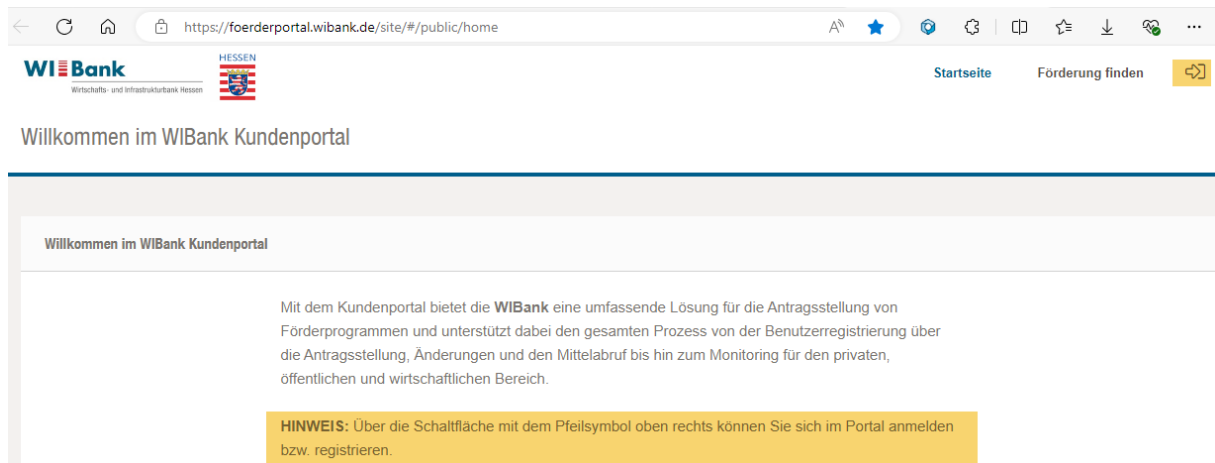 https://foerderportal.wibank.de/site/#/public/home
WIBank
Wirtschafts- und Infrastrukturbank Hessen
HESSEN
Startseite
Förderung finden
Willkommen im WIBank Kundenportal
Willkommen im WIBank Kundenportal
Mit dem Kundenportal bietet die WIBank eine umfassende Lösung für die Antragsstellung von
Förderprogrammen und unterstützt dabei den gesamten Prozess von der Benutzerregistrierung über
die Antragsstellung, Änderungen und den Mittelabruf bis hin zum Monitoring für den privaten,
öffentlichen und wirtschaftlichen Bereich.
HINWEIS: Über die Schaltfläche mit dem Pfeilsymbol oben rechts können Sie sich im Portal anmelden
bzw. registrieren.